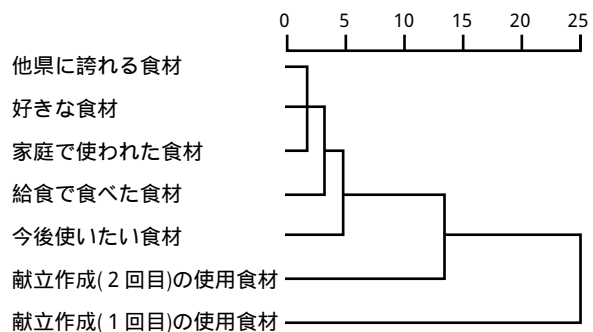 0 5 10 15 20 25
他県に誇れる食材
好きな食材
家庭で使われた食材
給食で食べた食材
今後使いたい食材
献立作成(2回目)の使用食材
献立作成(1回目)の使用食材